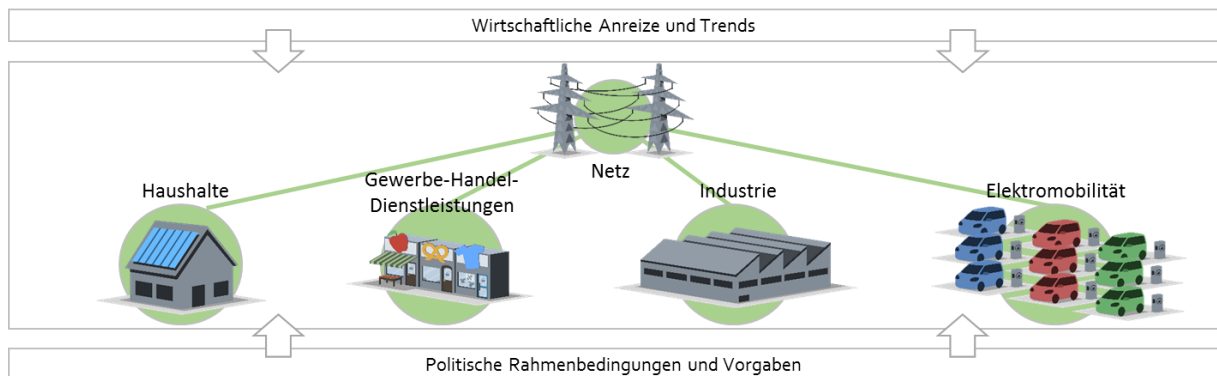 Wirtschaftliche Anreize und Trends
Netz
Haushalte
Gewerbe-Handel-
Dienstleistungen
Industrie
Elektromobilität
Politische Rahmenbedingungen und Vorgaben